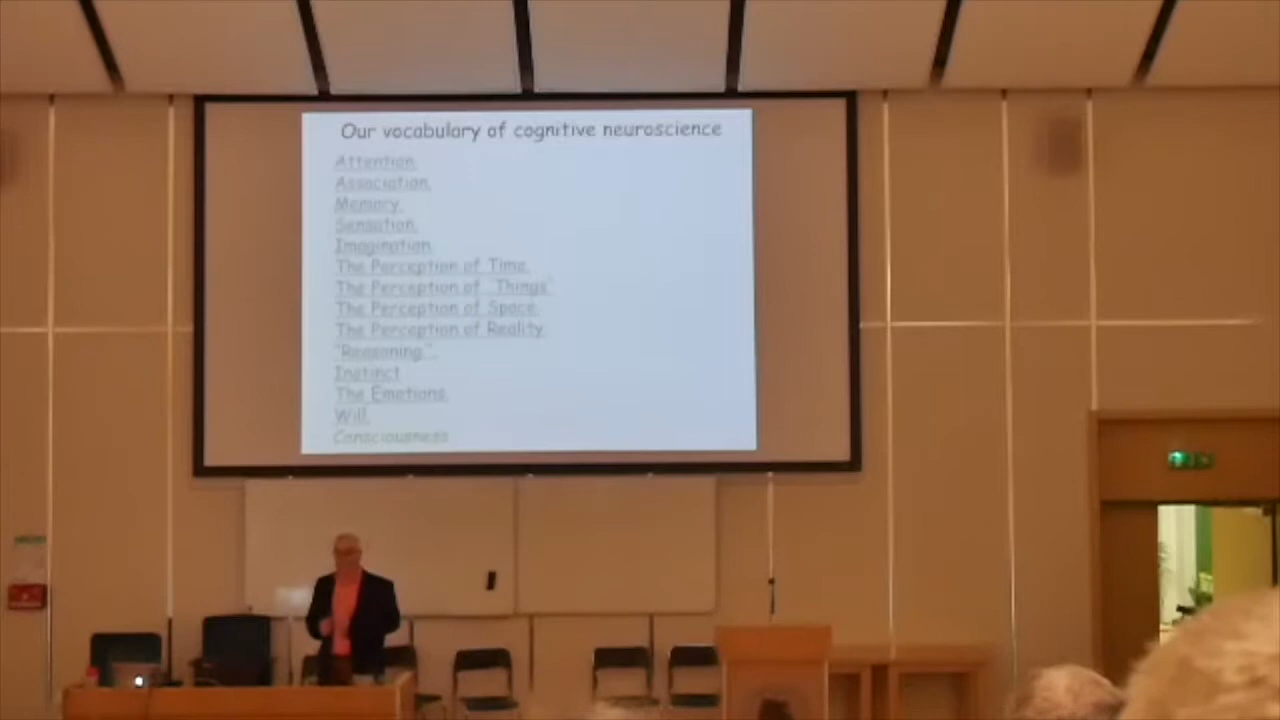 Our vocabulary of cognitive neuroscience
Attention.
Association.
Memory.
Sensation.
Imagination.
The Perception of Time.
The Perception of "Things"
The Perception of Space.
The Perception of Reality.
"Reasoning.".
Instinct
The Emotions.
Will.
Consciousness